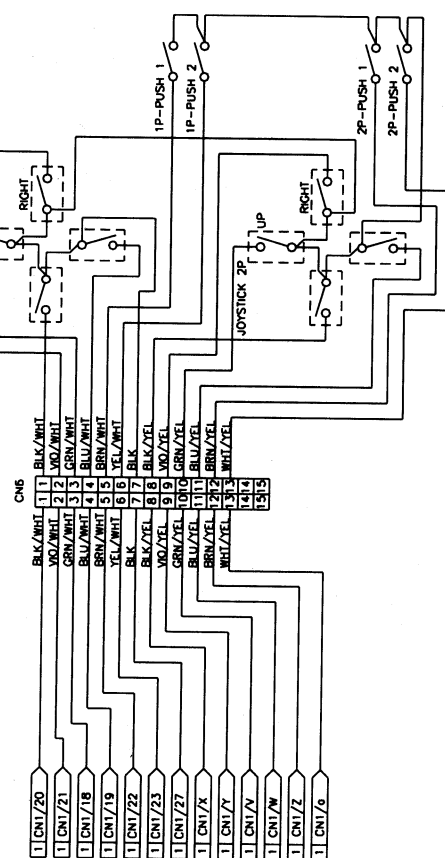 1P-PUSH 1
1P-PUSH 2
2P-PUSH 1
2P-PUSH 2
RIGHT
RIGHT
UP
JOYSTICK 2P
BLK/WHT
VIO/WHT
GRN/WHT
BLU/WHT
BRN/WHT
YEL/WHT
BLK
BLK/YEL
VIO/YEL
GRN/YEL
BLU/YEL
BRN/YEL
WHT/YEL
CN6
1 1
2 2
3 3
4 4
5 5
6 6
7 7
8 8
9 9
10 10
11 11
12 12
13 13
14 14
15 15
BLK/WHT
VIO/WHT
GRN/WHT
BLU/WHT
BRN/WHT
YEL/WHT
BLK
BLK/YEL
VIO/YEL
GRN/YEL
BLU/YEL
BRN/YEL
WHT/YEL
1 CN1/20
1 CN1/21
1 CN1/18
1 CN1/19
1 CN1/22
1 CN1/23
1 CN1/27
1 CN1/X
1 CN1/Y
1 CN1/V
1 CN1/W
1 CN1/Z
1 CN1/a